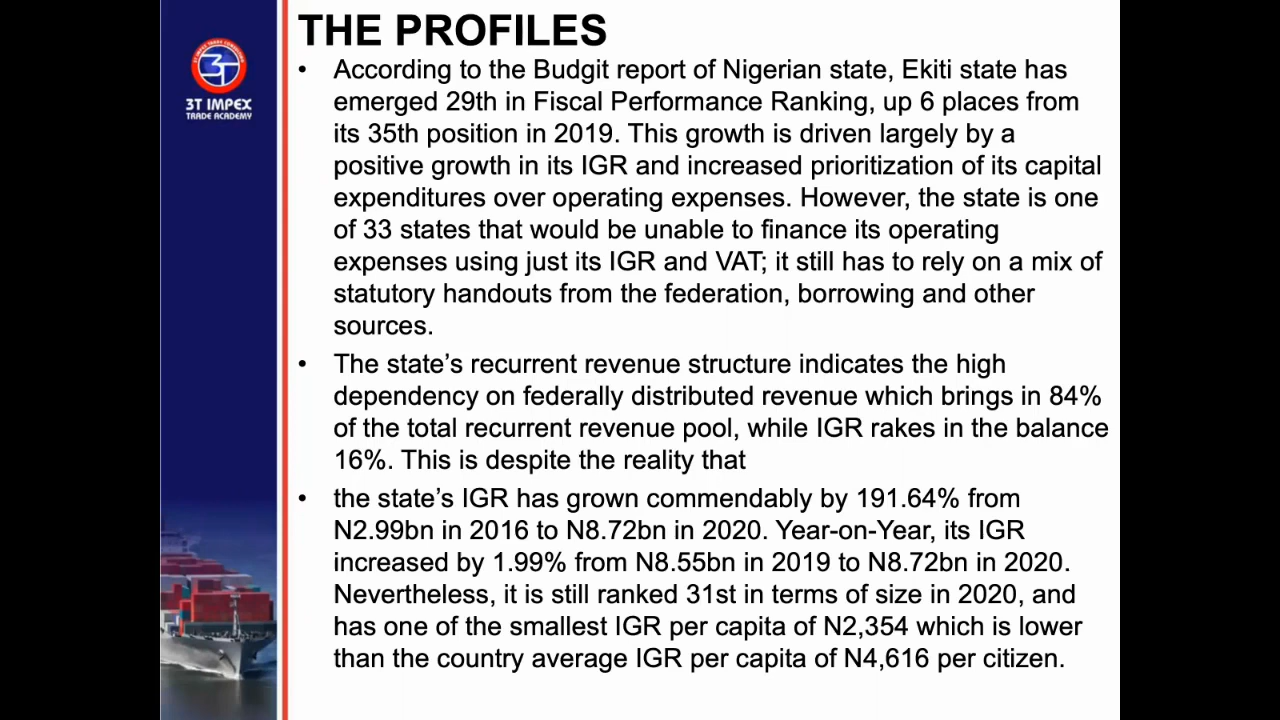 THE PROFILES
3T IMPEX TRADE CONSULTING
3T
3T IMPEX
TRADE ACADEMY
• According to the Budgit report of Nigerian state, Ekiti state has
emerged 29th in Fiscal Performance Ranking, up 6 places from
its 35th position in 2019. This growth is driven largely by a
positive growth in its IGR and increased prioritization of its capital
expenditures over operating expenses. However, the state is one
of 33 states that would be unable to finance its operating
expenses using just its IGR and VAT; it still has to rely on a mix of
statutory handouts from the federation, borrowing and other
sources.
• The state’s recurrent revenue structure indicates the high
dependency on federally distributed revenue which brings in 84%
of the total recurrent revenue pool, while IGR rakes in the balance
16%. This is despite the reality that
• the state’s IGR has grown commendably by 191.64% from
N2.99bn in 2016 to N8.72bn in 2020. Year-on-Year, its IGR
increased by 1.99% from N8.55bn in 2019 to N8.72bn in 2020.
Nevertheless, it is still ranked 31st in terms of size in 2020, and
has one of the smallest IGR per capita of N2,354 which is lower
than the country average IGR per capita of N4,616 per citizen.